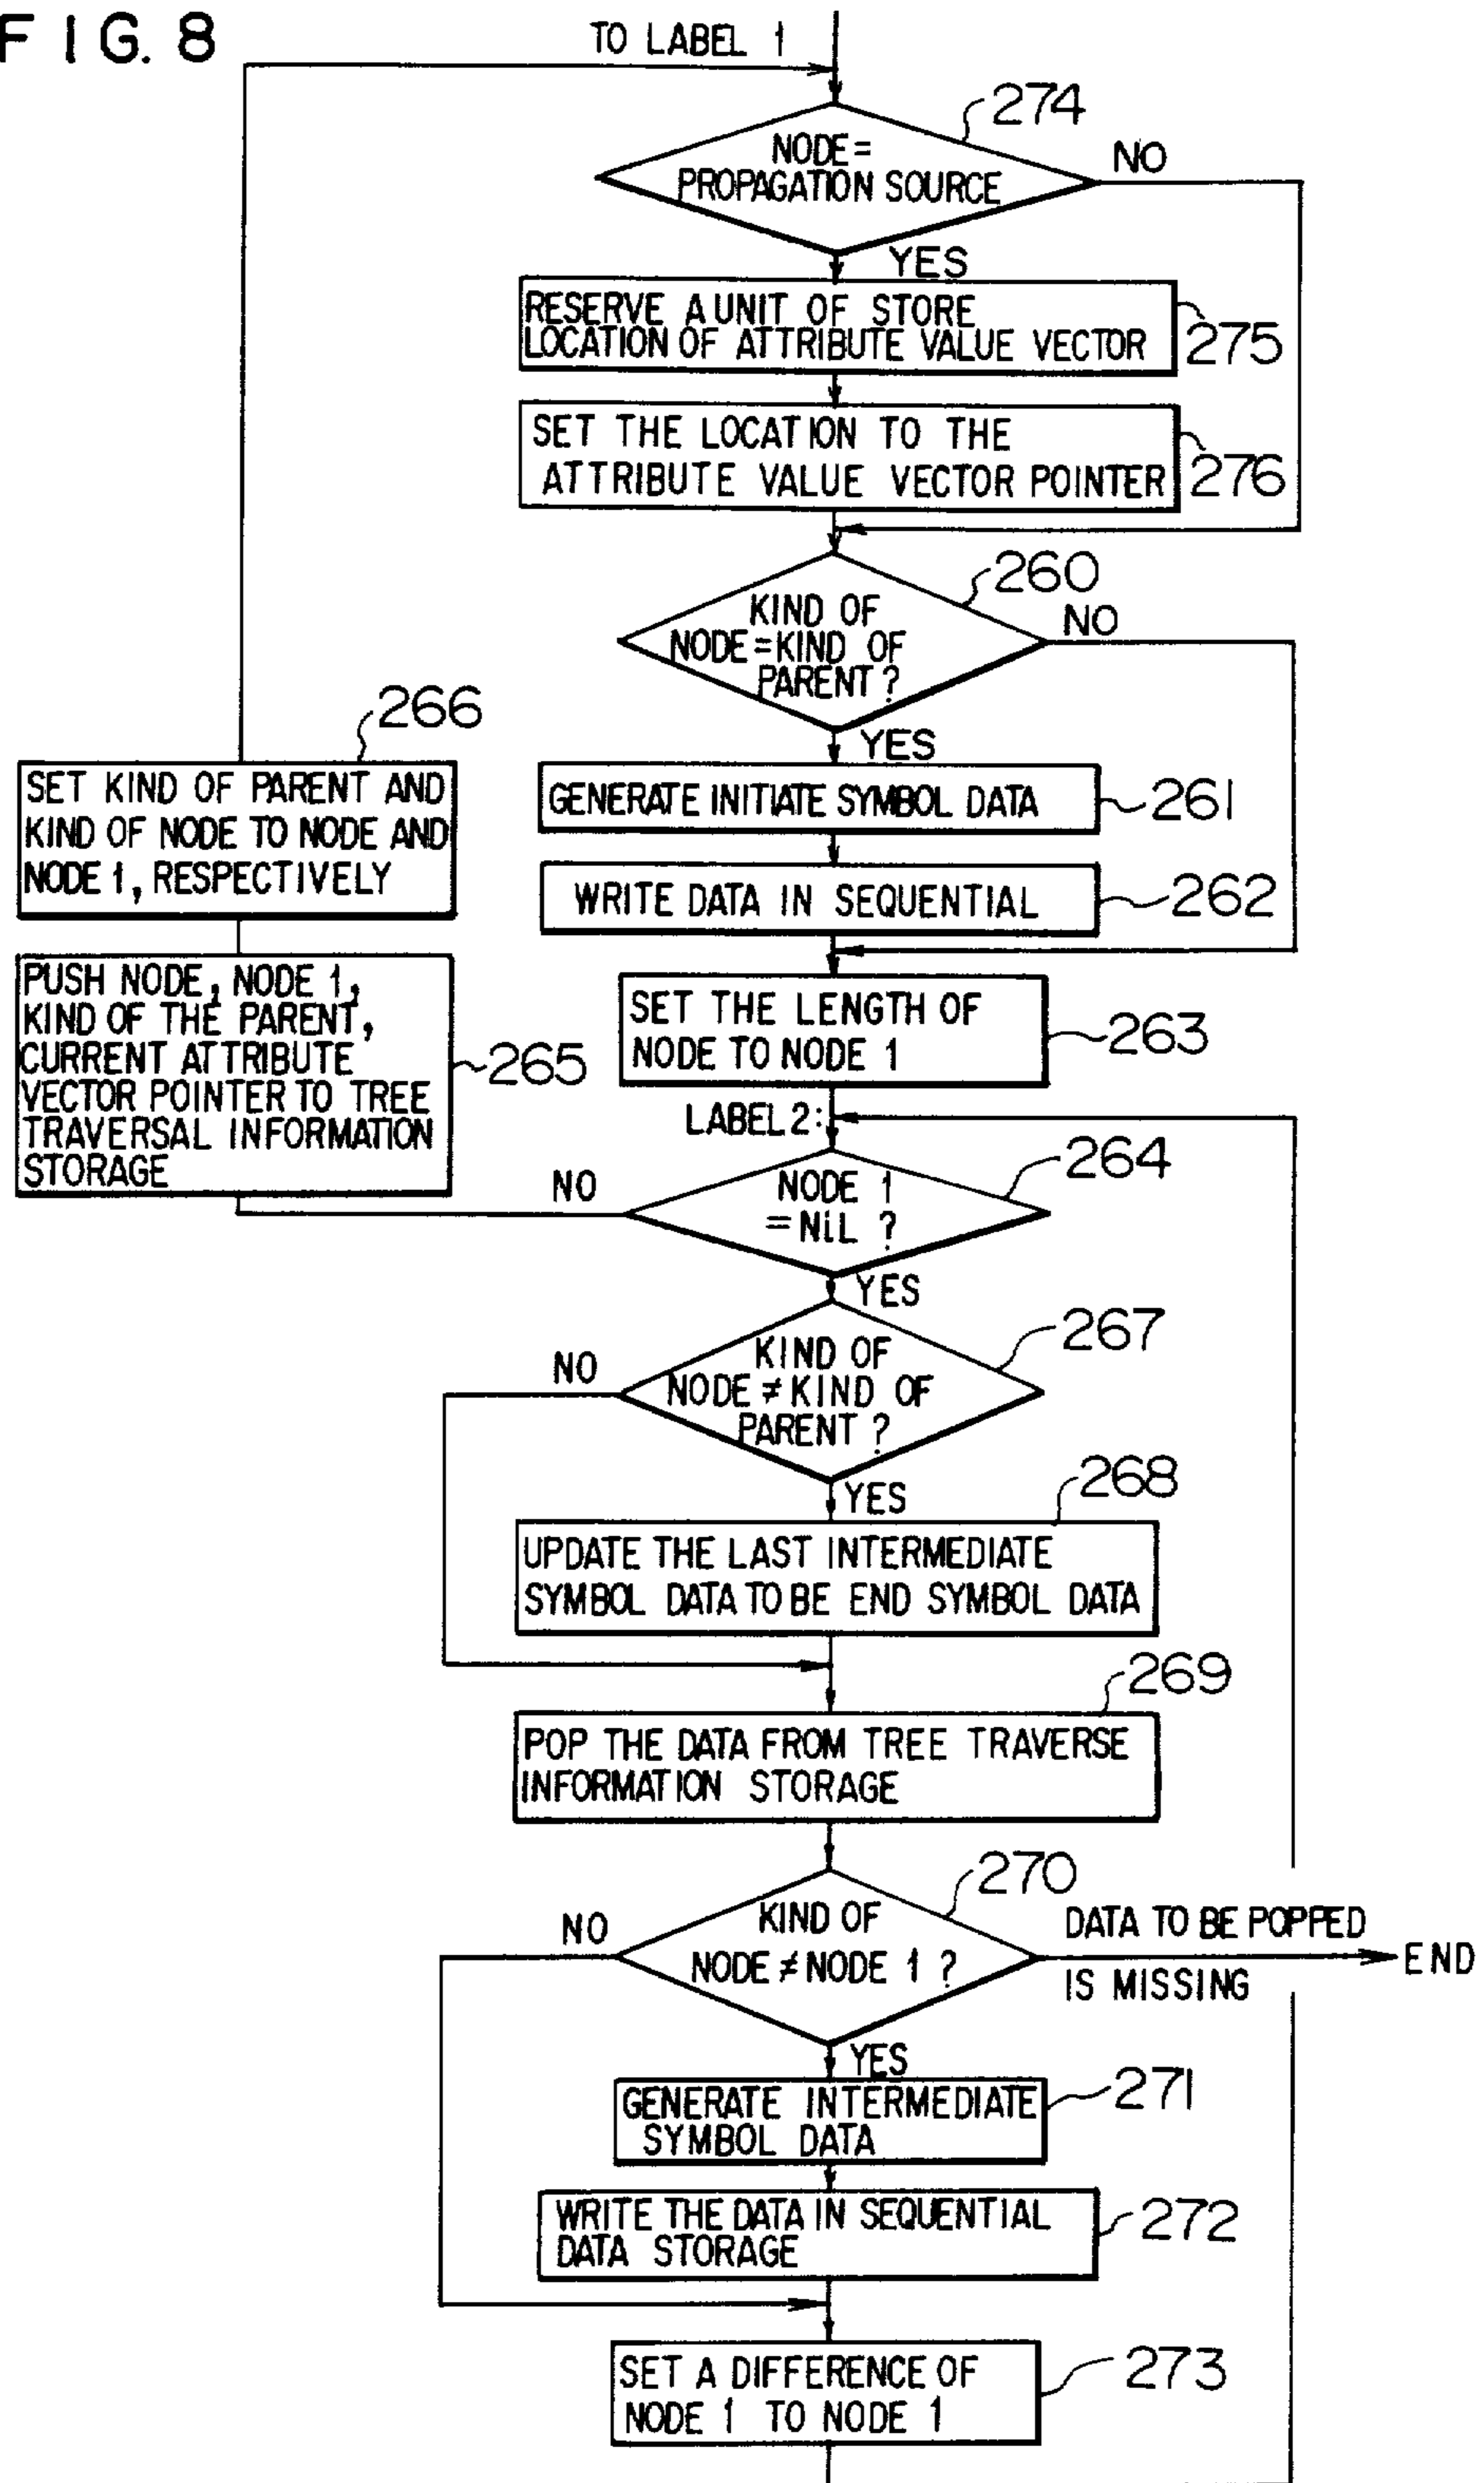 FIG. 8
TO LABEL 1
274
NODE=
PROPAGATION SOURCE
NO
YES
RESERVE A UNIT OF STORE
LOCATION OF ATTRIBUTE VALUE VECTOR
275
SET THE LOCATION TO THE
ATTRIBUTE VALUE VECTOR POINTER
276
260
KIND OF
NODE=KIND OF
PARENT?
NO
YES
266
SET KIND OF PARENT AND
KIND OF NODE TO NODE AND
NODE 1, RESPECTIVELY
GENERATE INITIATE SYMBOL DATA
261
WRITE DATA IN SEQUENTIAL
262
PUSH NODE, NODE 1,
KIND OF THE PARENT,
CURRENT ATTRIBUTE
VECTOR POINTER TO TREE
TRAVERSAL INFORMATION
STORAGE
265
SET THE LENGTH OF
NODE TO NODE 1
263
LABEL 2:
264
NODE 1
=NiL ?
NO
YES
267
KIND OF
NODE≠KIND OF
PARENT ?
NO
YES
268
UPDATE THE LAST INTERMEDIATE
SYMBOL DATA TO BE END SYMBOL DATA
269
POP THE DATA FROM TREE TRAVERSE
INFORMATION STORAGE
270
KIND OF
NODE≠NODE 1 ?
NO
DATA TO BE POPPED
IS MISSING
END
YES
GENERATE INTERMEDIATE
SYMBOL DATA
271
WRITE THE DATA IN SEQUENTIAL
DATA STORAGE
272
SET A DIFFERENCE OF
NODE 1 TO NODE 1
273